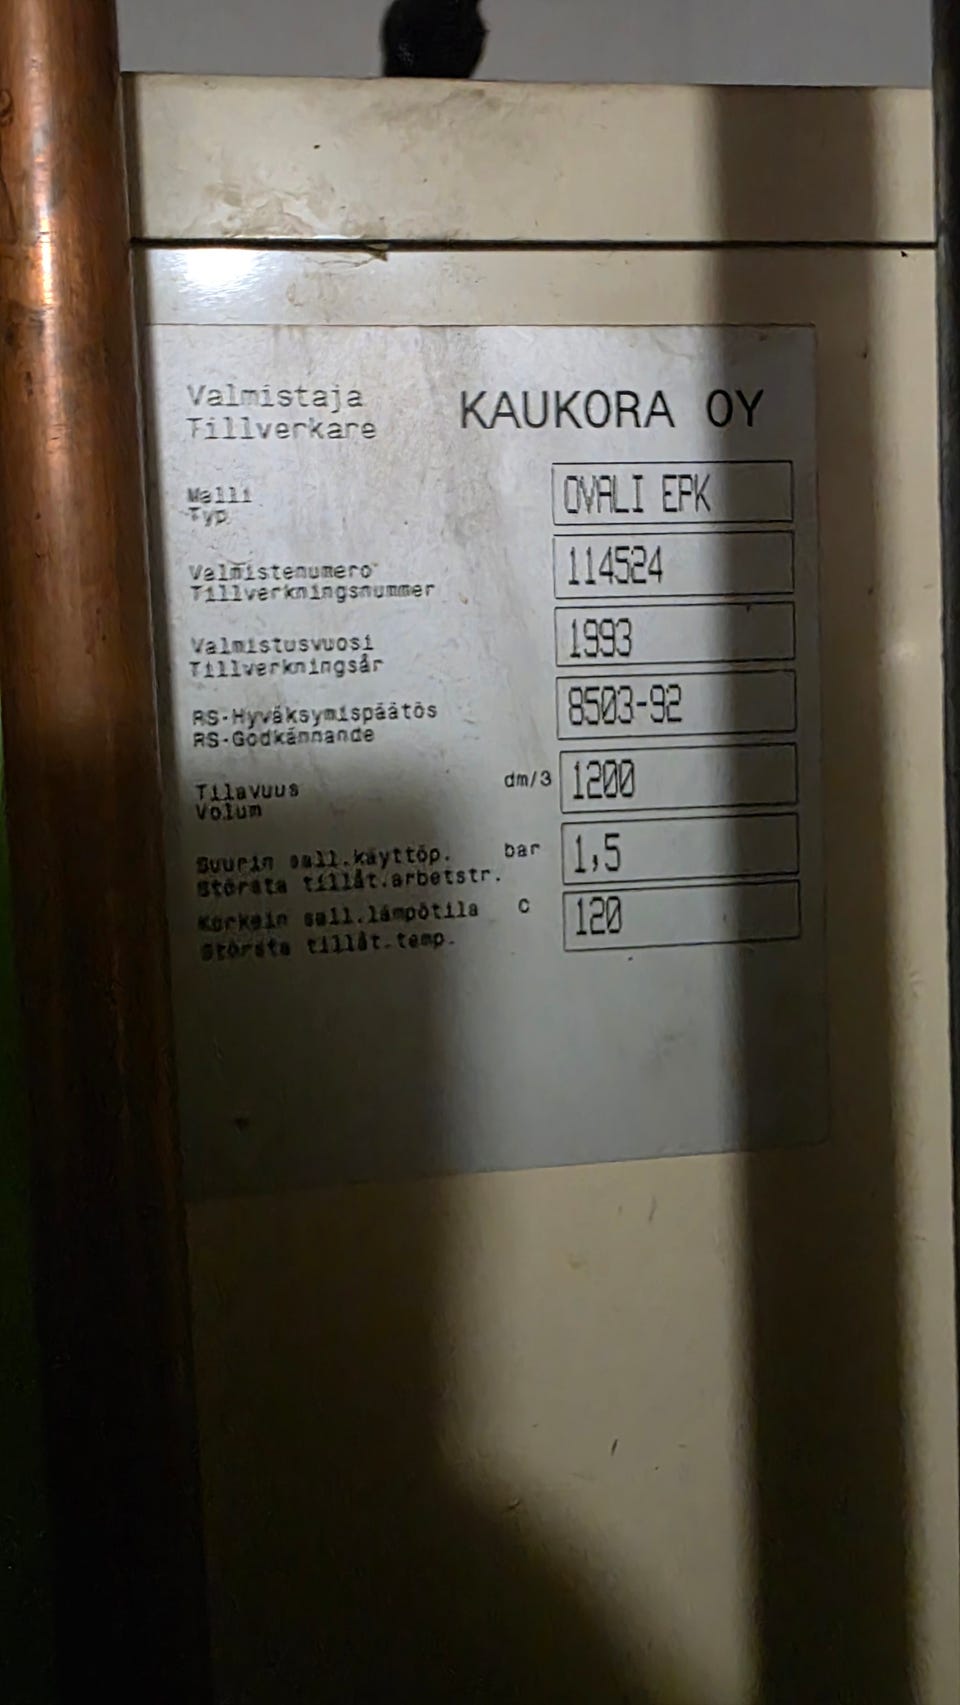 Valmistaja KAUKORA OY
Tillverkare
Malli OVALI EPK
Typ
Valmistenumero 114524
Tillverkningsnummer
Valmistusvuosi 1993
Tillverkningsår
RS-Hyväksymispäätös 8503-92
RS-Godkännande
Tilavuus dm/3 1200
Volum
Suurin sall.käyttöp. bar 1,5
Största tillåt.arbetstr.
Korkein sall.lämpötila C 120
Största tillåt.temp.